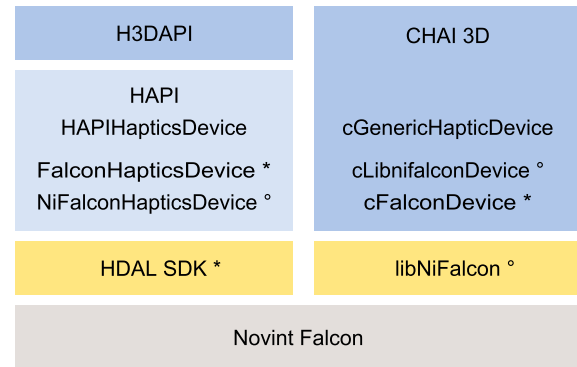 H3DAPI
HAPI
HAPIHapticsDevice
FalconHapticsDevice *
NiFalconHapticsDevice °
HDAL SDK *
CHAI 3D
cGenericHapticDevice
cLibnifalconDevice °
cFalconDevice *
libNiFalcon °
Novint Falcon